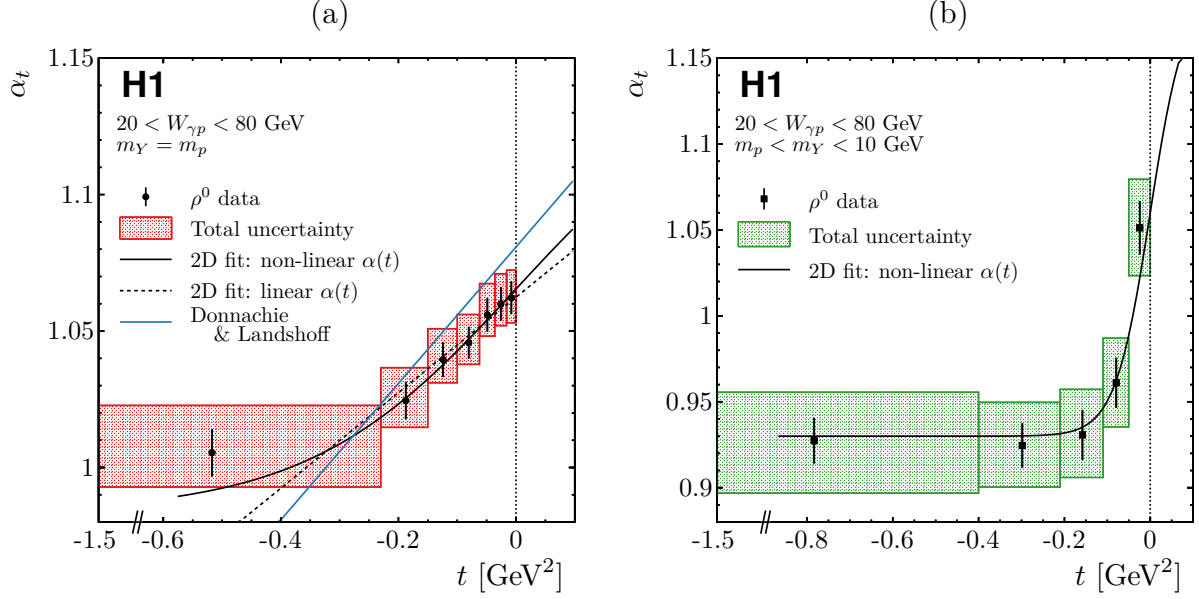 (a)
1.15
1.1
1.05
1
α_t
H1
20 < W_γp < 80 GeV
m_Y = m_p
ρ⁰ data
Total uncertainty
2D fit: non-linear α(t)
2D fit: linear α(t)
Donnachie
& Landshoff
-1.5 -0.6 -0.4 -0.2 0
t [GeV²]
(b)
1.15
1.1
1.05
1
0.95
0.9
α_t
H1
20 < W_γp < 80 GeV
m_p < m_Y < 10 GeV
ρ⁰ data
Total uncertainty
2D fit: non-linear α(t)
-1.5 -0.8 -0.6 -0.4 -0.2 0
t [GeV²]